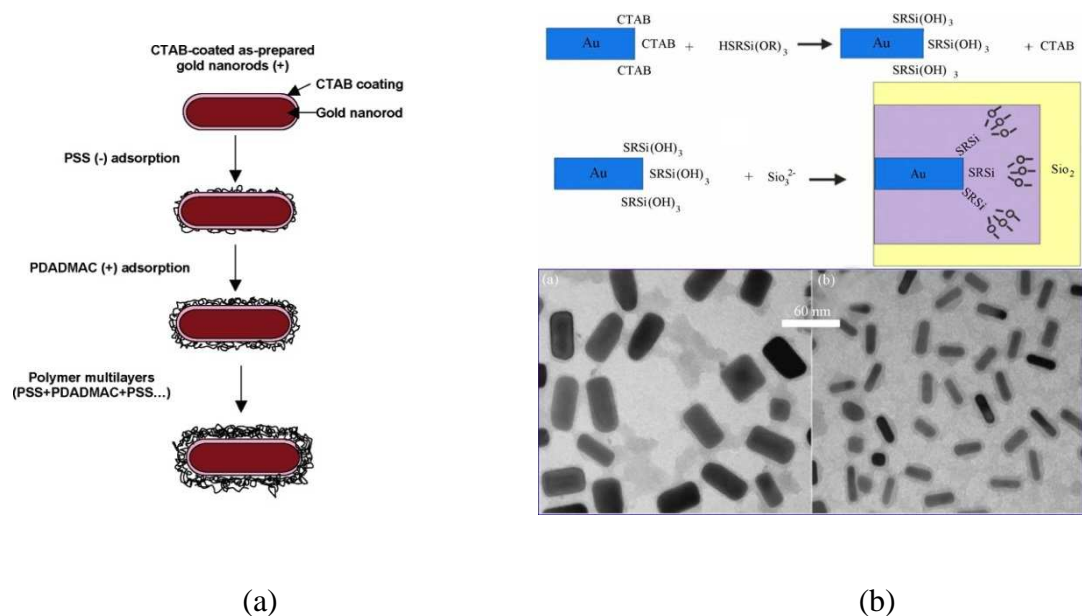 CTAB-coated as-prepared
gold nanorods (+)
CTAB coating
Gold nanorod
PSS (-) adsorption
PDADMAC (+) adsorption
Polymer multilayers
(PSS+PDADMAC+PSS...)
(a)
CTAB
Au CTAB + HSRSi(OR)3
CTAB
SRSi(OH)3
Au SRSi(OH)3 + CTAB
SRSi(OH) 3
SRSi(OH)3
Au SRSi(OH)3 + Sio3 2-
SRSi(OH)3
SRSi
Au SRSi
SRSi
Sio2
(a)
60 nm
(b)
(b)